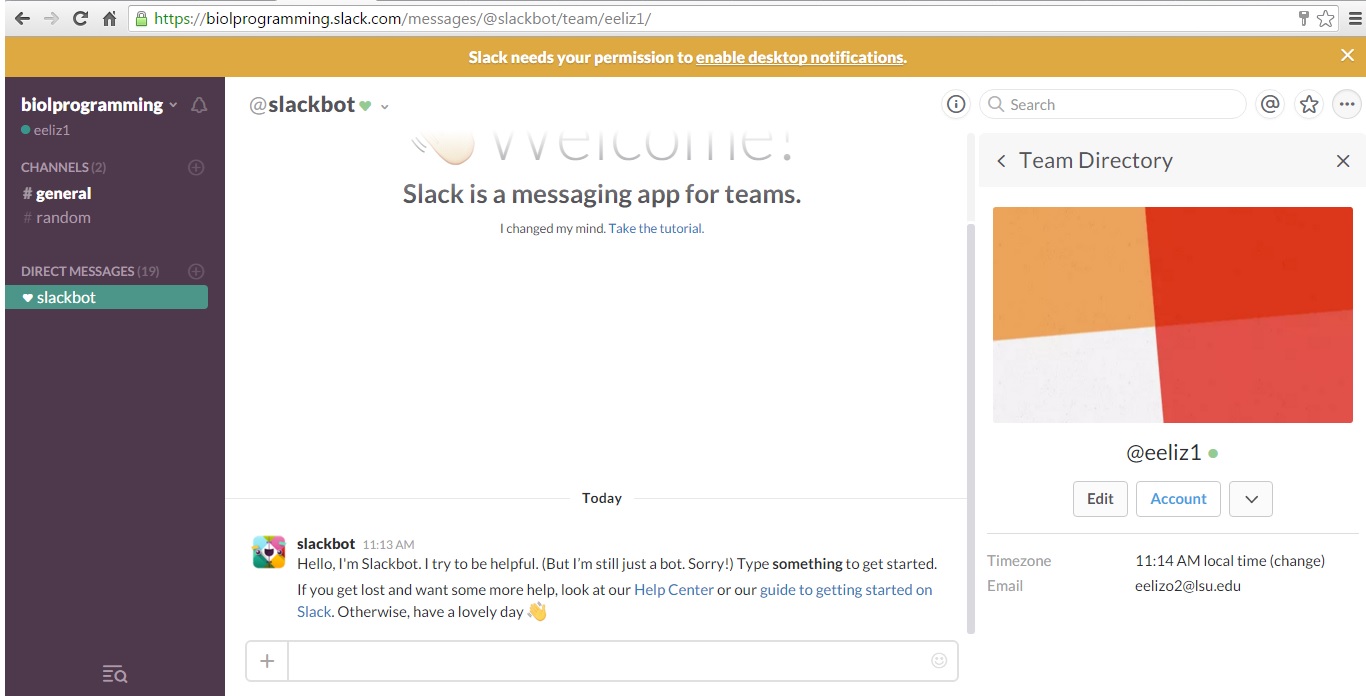 https://biolprogramming.slack.com/messages/@slackbot/team/eeliz1/
Slack needs your permission to enable desktop notifications.
biolprogramming
eeliz1
CHANNELS (2)
# general
# random
DIRECT MESSAGES (19)
slackbot
@slackbot
Search
Welcome!
Slack is a messaging app for teams.
I changed my mind. Take the tutorial.
Today
slackbot 11:13 AM
Hello, I'm Slackbot. I try to be helpful. (But I'm still just a bot. Sorry!) Type something to get started.
If you get lost and want some more help, look at our Help Center or our guide to getting started on
Slack. Otherwise, have a lovely day
Team Directory
@eeliz1
Edit
Account
Timezone 11:14 AM local time (change)
Email eelizo2@lsu.edu